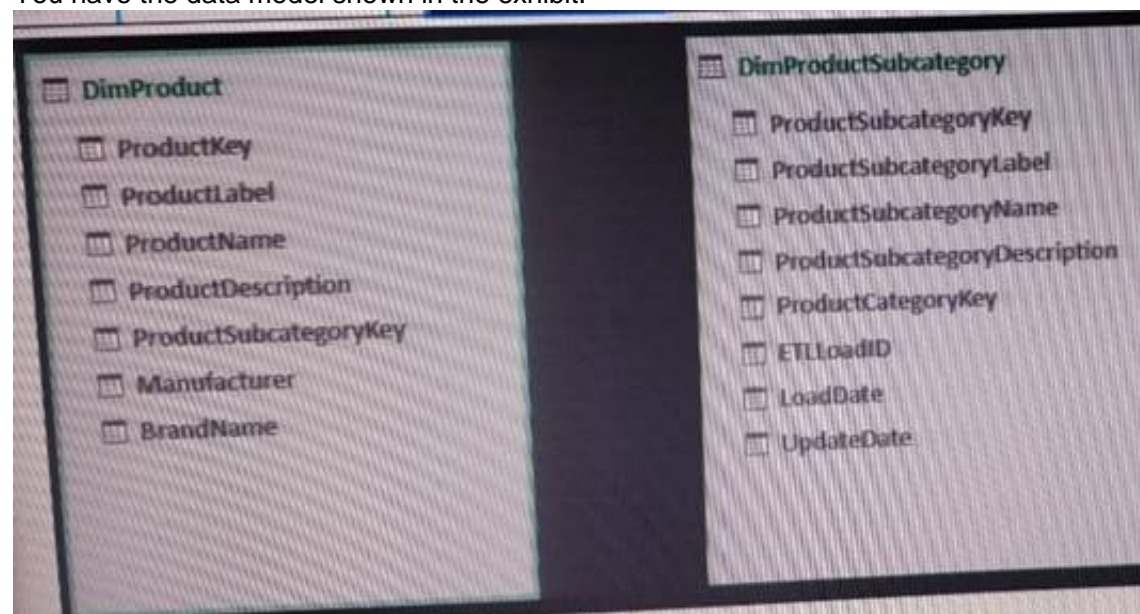 You have the data model shown in the exhibit.
DimProduct
ProductKey
ProductLabel
ProductName
ProductDescription
ProductSubcategoryKey
Manufacturer
BrandName
DimProductSubcategory
ProductSubcategoryKey
ProductSubcategoryLabel
ProductSubcategoryName
ProductSubcategoryDescription
ProductCategoryKey
ETLLoadID
LoadDate
UpdateDate